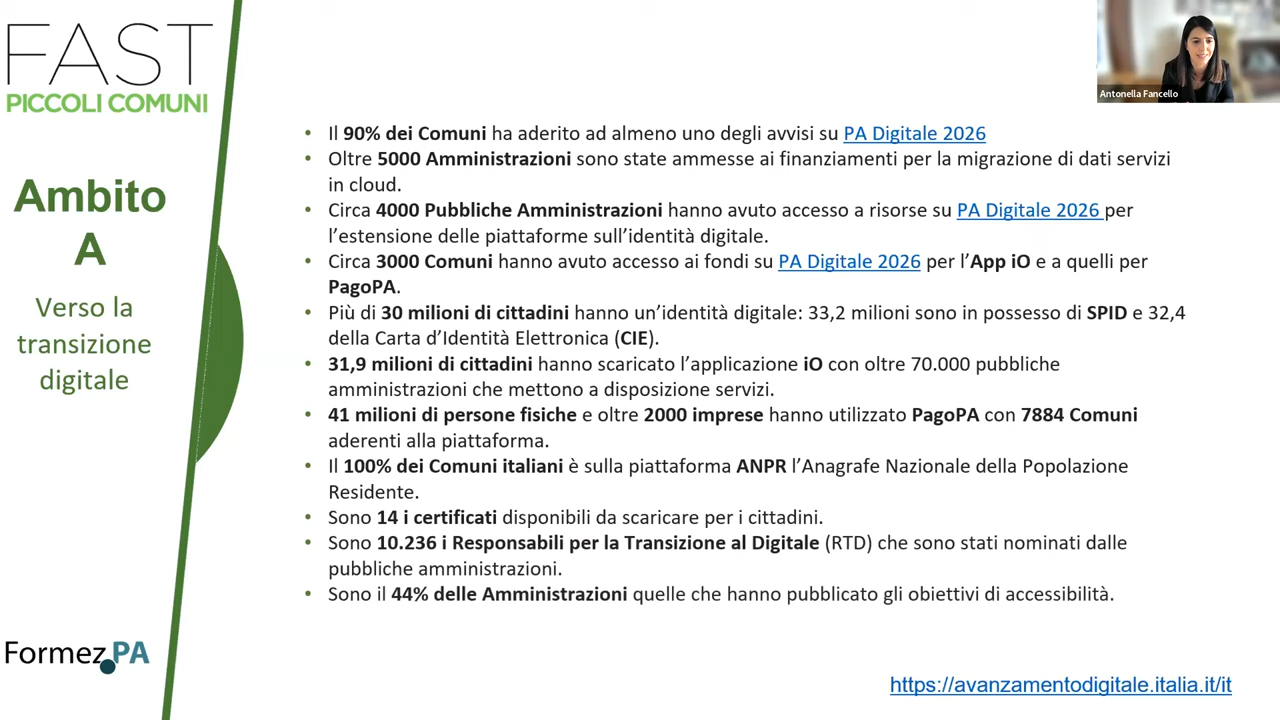 FAST
PICCOLI COMUNI
Ambito
A
Verso la
transizione
digitale
Formez PA
Antonella Fancello
• Il 90% dei Comuni ha aderito ad almeno uno degli avvisi su PA Digitale 2026
• Oltre 5000 Amministrazioni sono state ammesse ai finanziamenti per la migrazione di dati servizi
in cloud.
• Circa 4000 Pubbliche Amministrazioni hanno avuto accesso a risorse su PA Digitale 2026 per
l’estensione delle piattaforme sull’identità digitale.
• Circa 3000 Comuni hanno avuto accesso ai fondi su PA Digitale 2026 per l’App iO e a quelli per
PagoPA.
• Più di 30 milioni di cittadini hanno un’identità digitale: 33,2 milioni sono in possesso di SPID e 32,4
della Carta d’Identità Elettronica (CIE).
• 31,9 milioni di cittadini hanno scaricato l’applicazione iO con oltre 70.000 pubbliche
amministrazioni che mettono a disposizione servizi.
• 41 milioni di persone fisiche e oltre 2000 imprese hanno utilizzato PagoPA con 7884 Comuni
aderenti alla piattaforma.
• Il 100% dei Comuni italiani è sulla piattaforma ANPR l’Anagrafe Nazionale della Popolazione
Residente.
• Sono 14 i certificati disponibili da scaricare per i cittadini.
• Sono 10.236 i Responsabili per la Transizione al Digitale (RTD) che sono stati nominati dalle
pubbliche amministrazioni.
• Sono il 44% delle Amministrazioni quelle che hanno pubblicato gli obiettivi di accessibilità.
https://avanzamentodigitale.italia.it/it